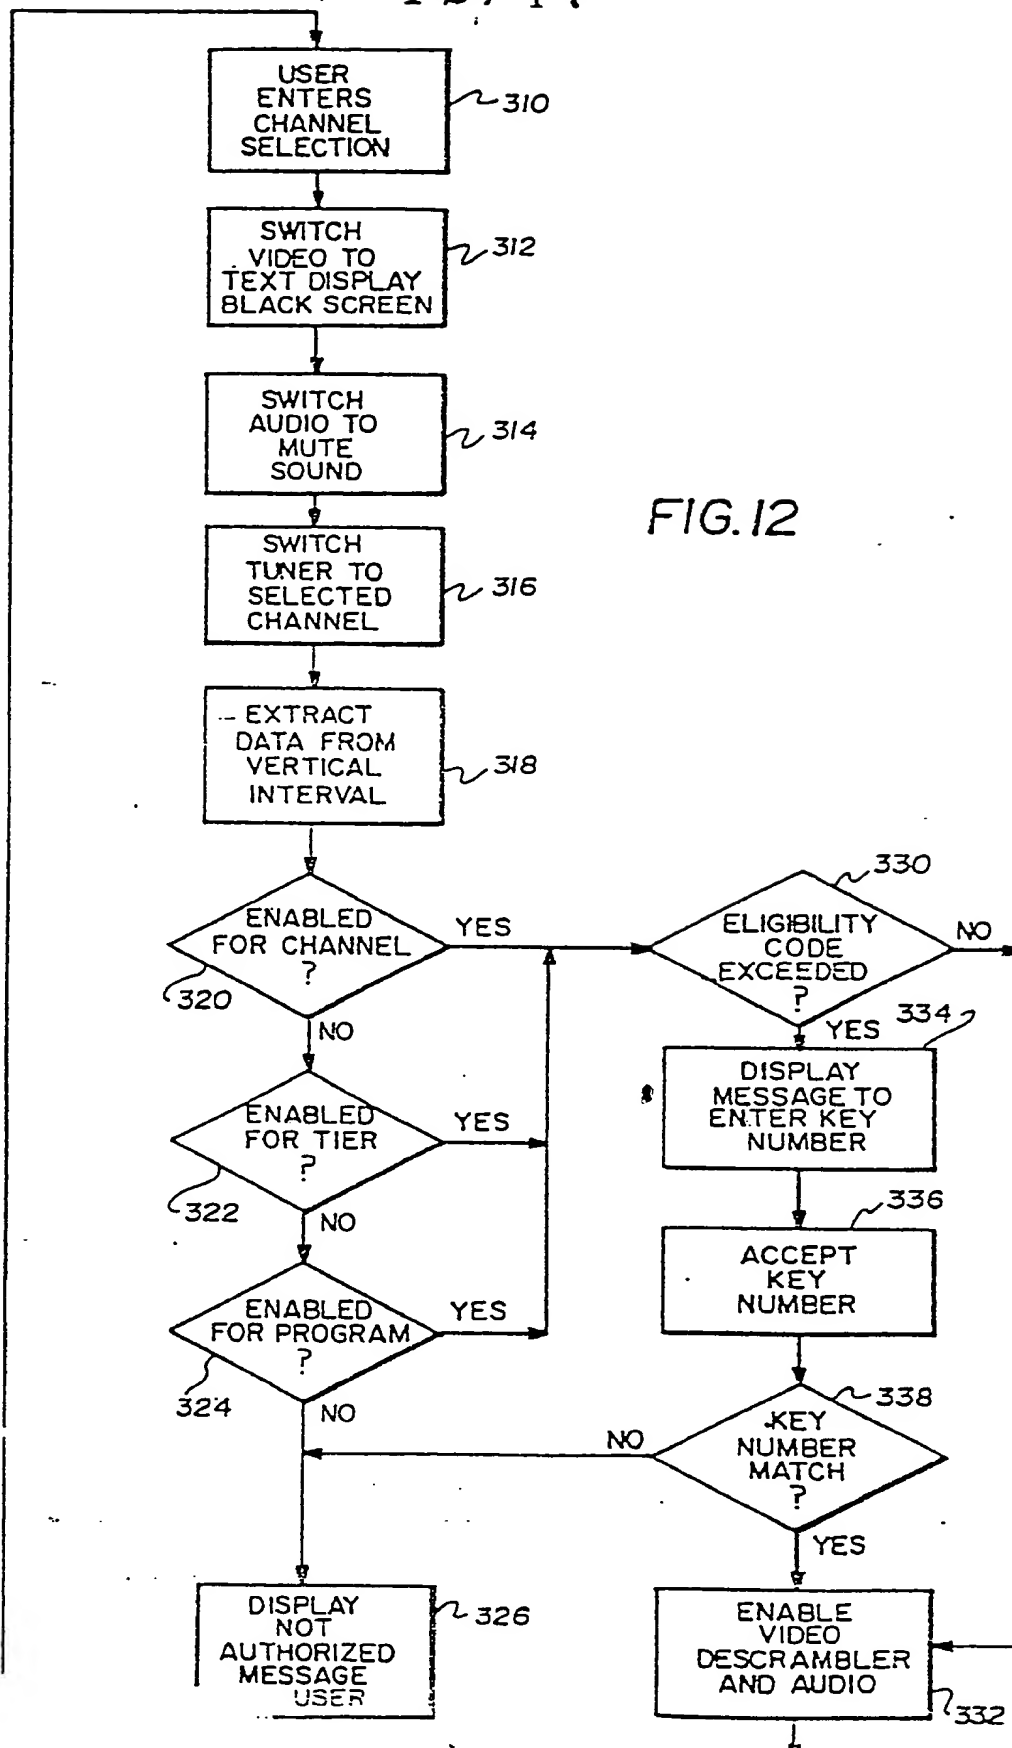 USER
ENTERS
CHANNEL
SELECTION
310
SWITCH
VIDEO TO
TEXT DISPLAY
BLACK SCREEN
312
SWITCH
AUDIO TO
MUTE
SOUND
314
FIG. 12
SWITCH
TUNER TO
SELECTED
CHANNEL
316
EXTRACT
DATA FROM
VERTICAL
INTERVAL
318
ENABLED
FOR CHANNEL
?
320
YES
NO
330
ELIGIBILITY
CODE
EXCEEDED
?
NO
YES
334
DISPLAY
MESSAGE TO
ENTER KEY
NUMBER
ENABLED
FOR TIER
?
322
YES
NO
336
ACCEPT
KEY
NUMBER
ENABLED
FOR PROGRAM
?
324
YES
NO
338
KEY
NUMBER
MATCH
?
NO
YES
DISPLAY
NOT
AUTHORIZED
MESSAGE
USER
326
ENABLE
VIDEO
DESCRAMBLER
AND AUDIO
332